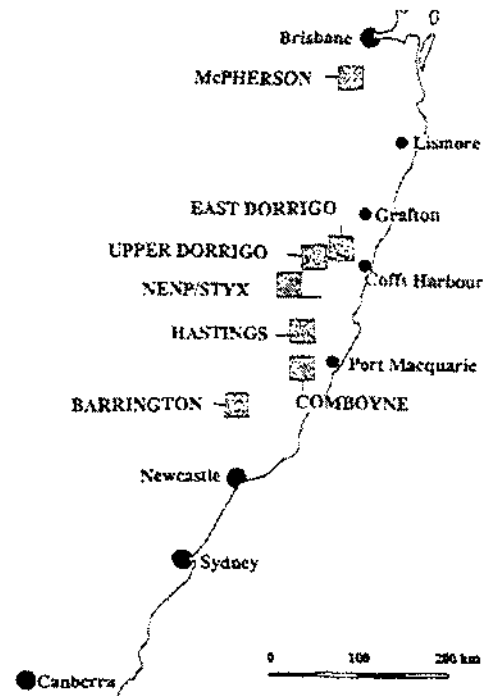 Brisbane
McPHERSON
Lismore
EAST DORRIGO
Grafton
UPPER DORRIGO
Coffs Harbour
NENP/STYX
HASTINGS
Port Macquarie
BARRINGTON
COMBOYNE
Newcastle
Sydney
0 100 200 km
Canberra